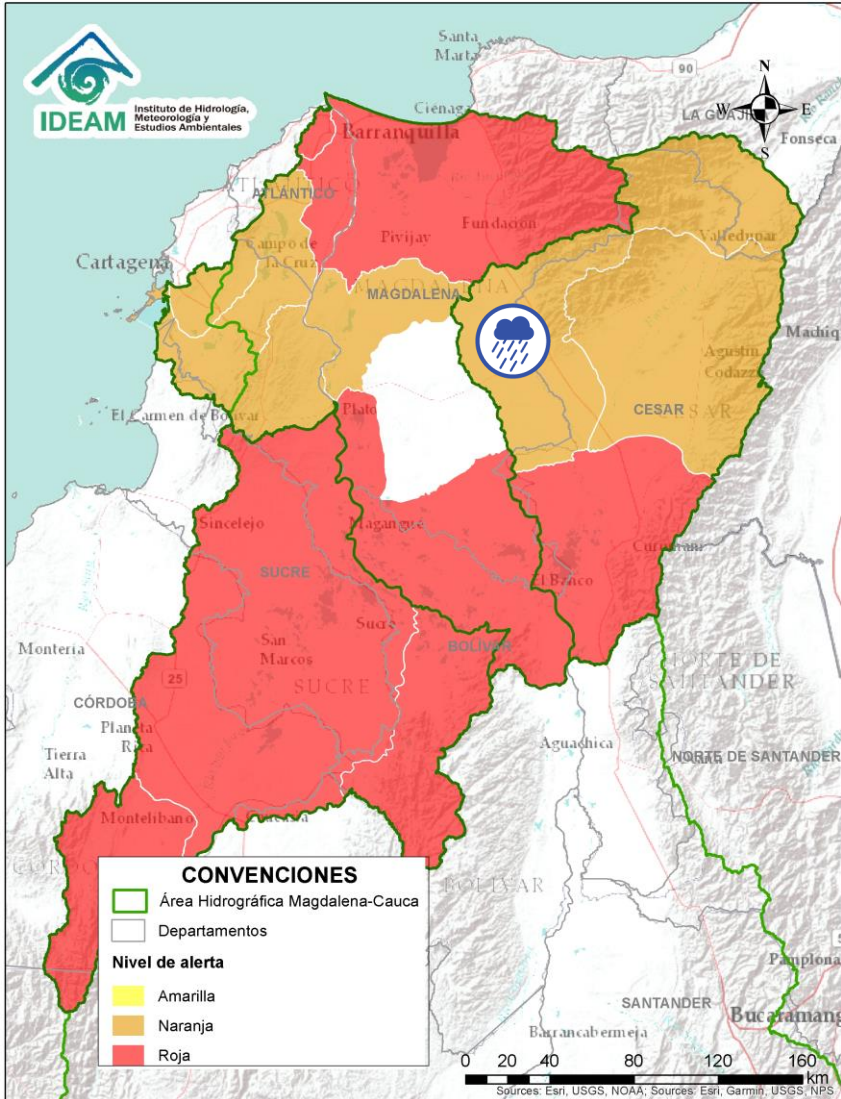 IDEAM
Instituto de Hidrología,
Meteorología y
Estudios Ambientales
Santa
Marta
90
N
W
E
S
Ciénaga
LA GUAJIRA
Fonseca
Barranquilla
ATLÁNTICO
Pivijay
Fundación
Valledupar
Campo de
la Cruz
Cartagena
MAGDALENA
Machiq
Agustín
Codazzi
CESAR
CESAR
Plato
El Carmen de Bolívar
Sincelejo
Magangué
Curumaní
SUCRE
El Banco
Sucre
Montería
San
Marcos
BOLÍVAR
NORTE DE
SANTANDER
SUCRE
25
CÓRDOBA
Planeta
Rica
Aguachica
Tierra
Alta
NORTE DE SANTANDER
Montelíbano
Caucasia
BOLÍVAR
CONVENCIONES
Área Hidrográfica Magdalena-Cauca
Departamentos
Nivel de alerta
Amarilla
Naranja
Roja
Pamplona
SANTANDER
Bucaramang
Barrancabermeja
0 20 40 80 120 160
km
Sources: Esri, USGS, NOAA; Sources: Esri, Garmin, USGS, NPS